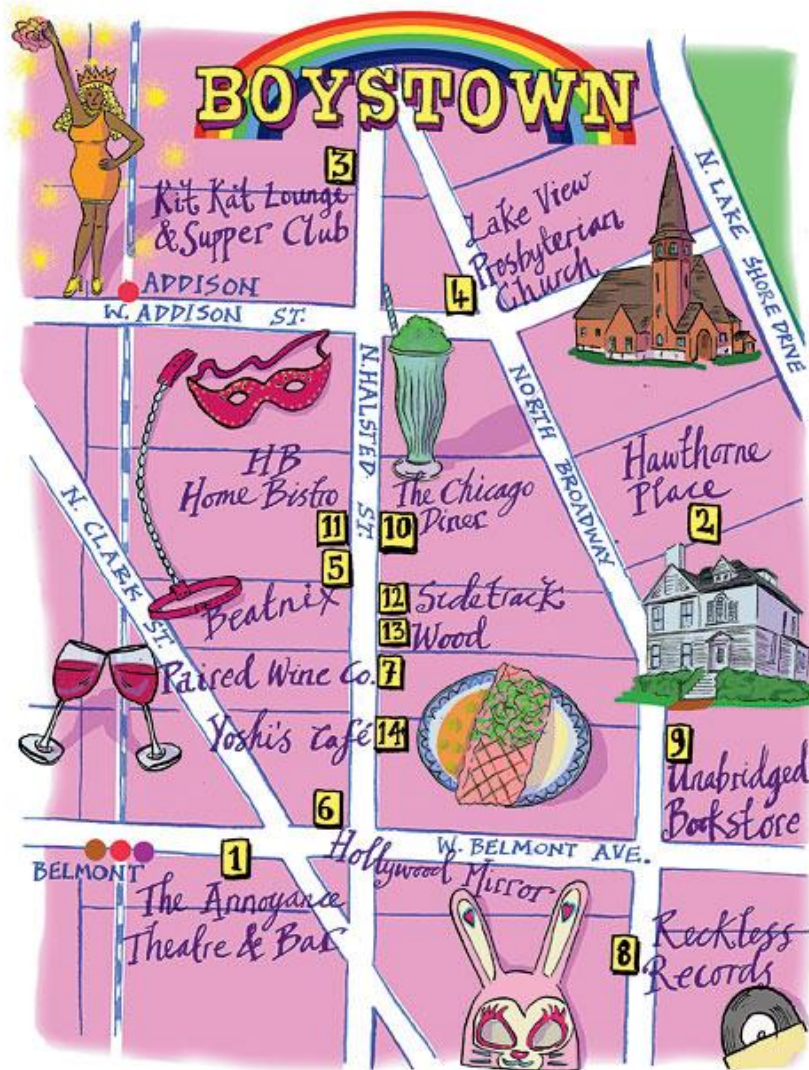 BOYSTOWN
3
Kit Kat Lounge
& Supper Club
Lake View
Presbyterian
Church
4
N. LAKE SHORE DRIVE
ADDISON
W. ADDISON ST.
N. HALSTED ST.
NORTH BROADWAY
HB
Home Bistro
11
The Chicago
Diner
10
Hawthorne
Place
2
N. CLARK ST.
5
Beatnix
12 Sidetrack
13 Wood
Paired Wine Co. 7
Yoshi's Café 14
9
Unabridged
Bookstore
6
Hollywood Mirror
W. BELMONT AVE.
BELMONT
1
The Annoyance
Theatre & Bar
8
Reckless
Records